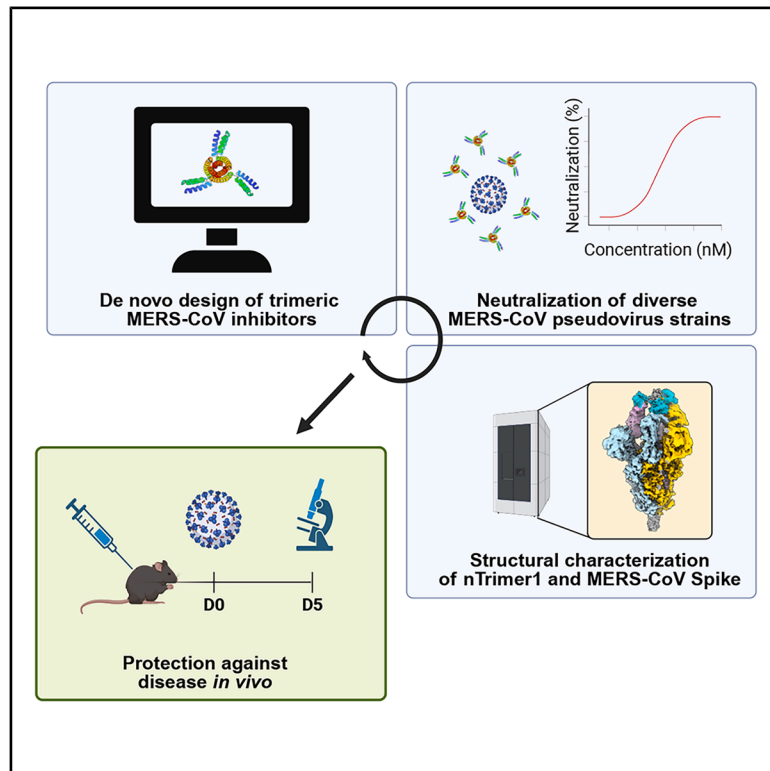 De novo design of trimeric
MERS-CoV inhibitors
Neutralization (%)
Concentration (nM)
Neutralization of diverse
MERS-CoV pseudovirus strains
Structural characterization
of nTrimer1 and MERS-CoV Spike
D0
D5
Protection against
disease in vivo